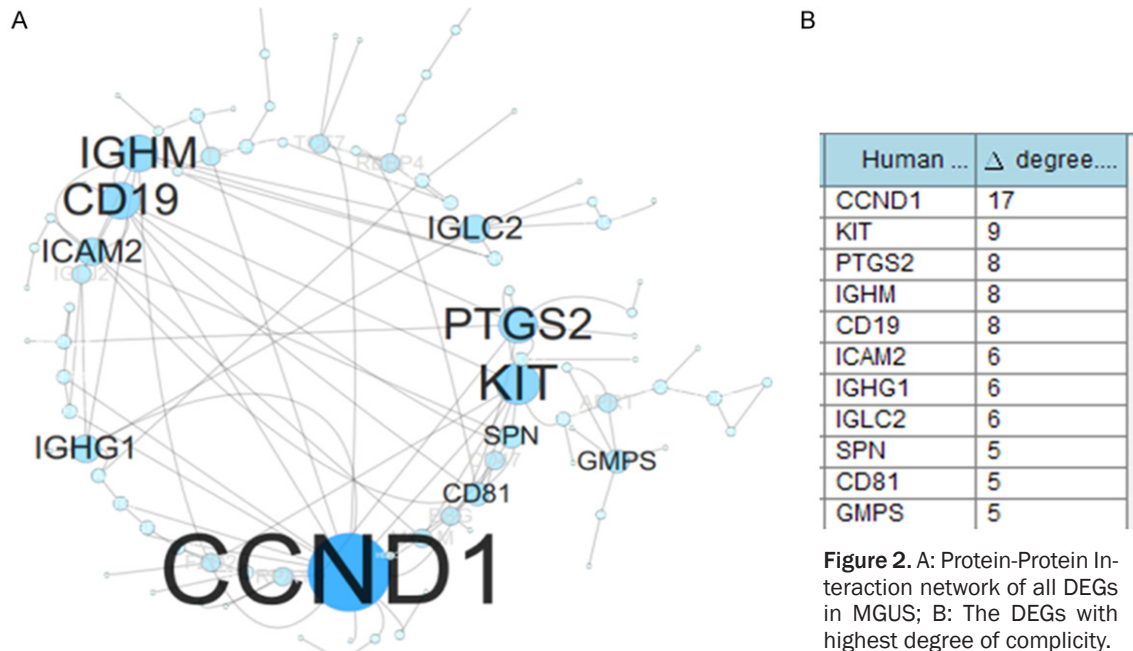 A
B
IGHM
CD19
ICAM2
IGLC2
PTGS2
KIT
SPN
GMPS
IGHG1
CD81
CCND1
Human ... Δ degree....
CCND1 17
KIT 9
PTGS2 8
IGHM 8
CD19 8
ICAM2 6
IGHG1 6
IGLC2 6
SPN 5
CD81 5
GMPS 5
Figure 2. A: Protein-Protein In-
teraction network of all DEGs
in MGUS; B: The DEGs with
highest degree of complicity.